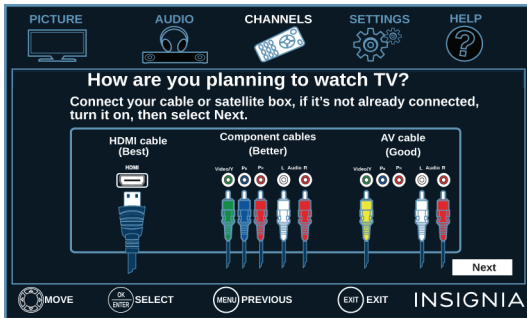 PICTURE AUDIO CHANNELS SETTINGS HELP
How are you planning to watch TV?
Connect your cable or satellite box, if it's not already connected,
turn it on, then select Next.
HDMI cable
(Best)
HDMI
Component cables
(Better)
Video/Y PB PR L Audio R
AV cable
(Good)
Video/Y PB PR L Audio R
Next
MOVE OK ENTER SELECT MENU PREVIOUS EXIT EXIT INSIGNIA